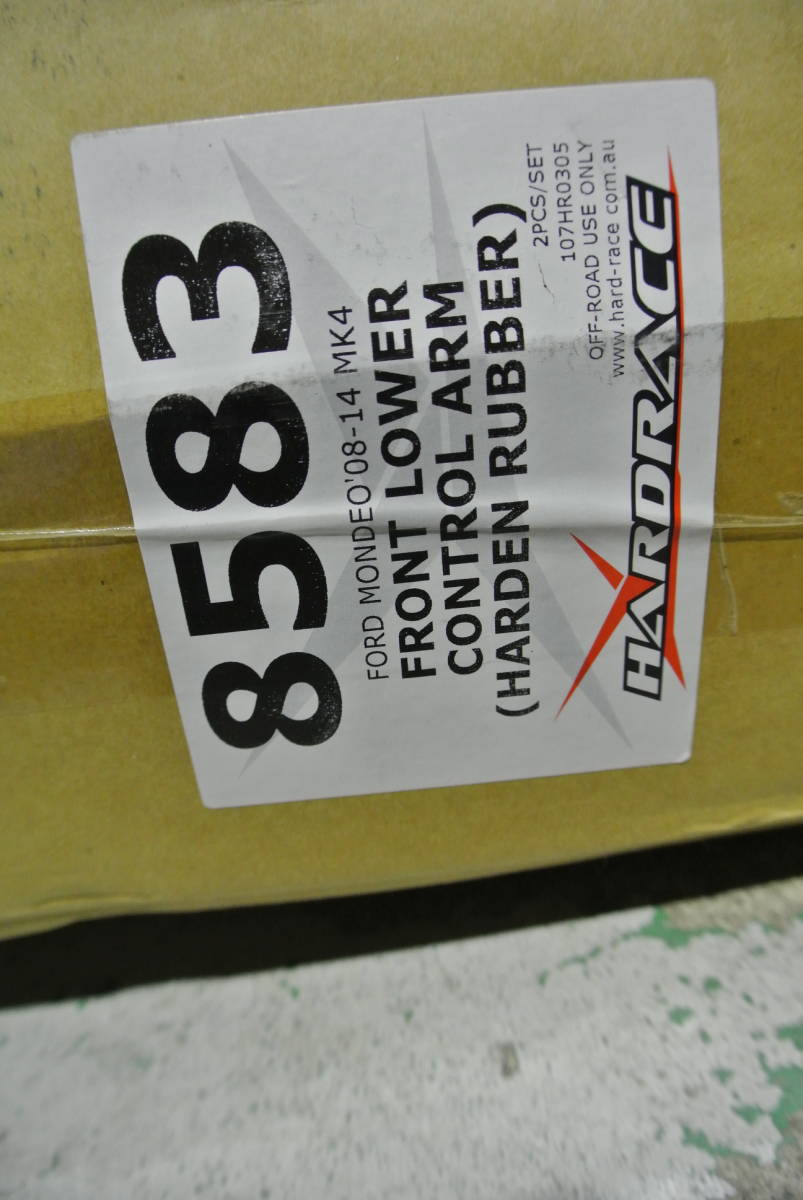 8583
FORD MONDEO'08-14 MK4
FRONT LOWER
CONTROL ARM
(HARDEN RUBBER)
2PCS/SET
107HR0305
OFF-ROAD USE ONLY
www.hard-race com.au
HARDRACE